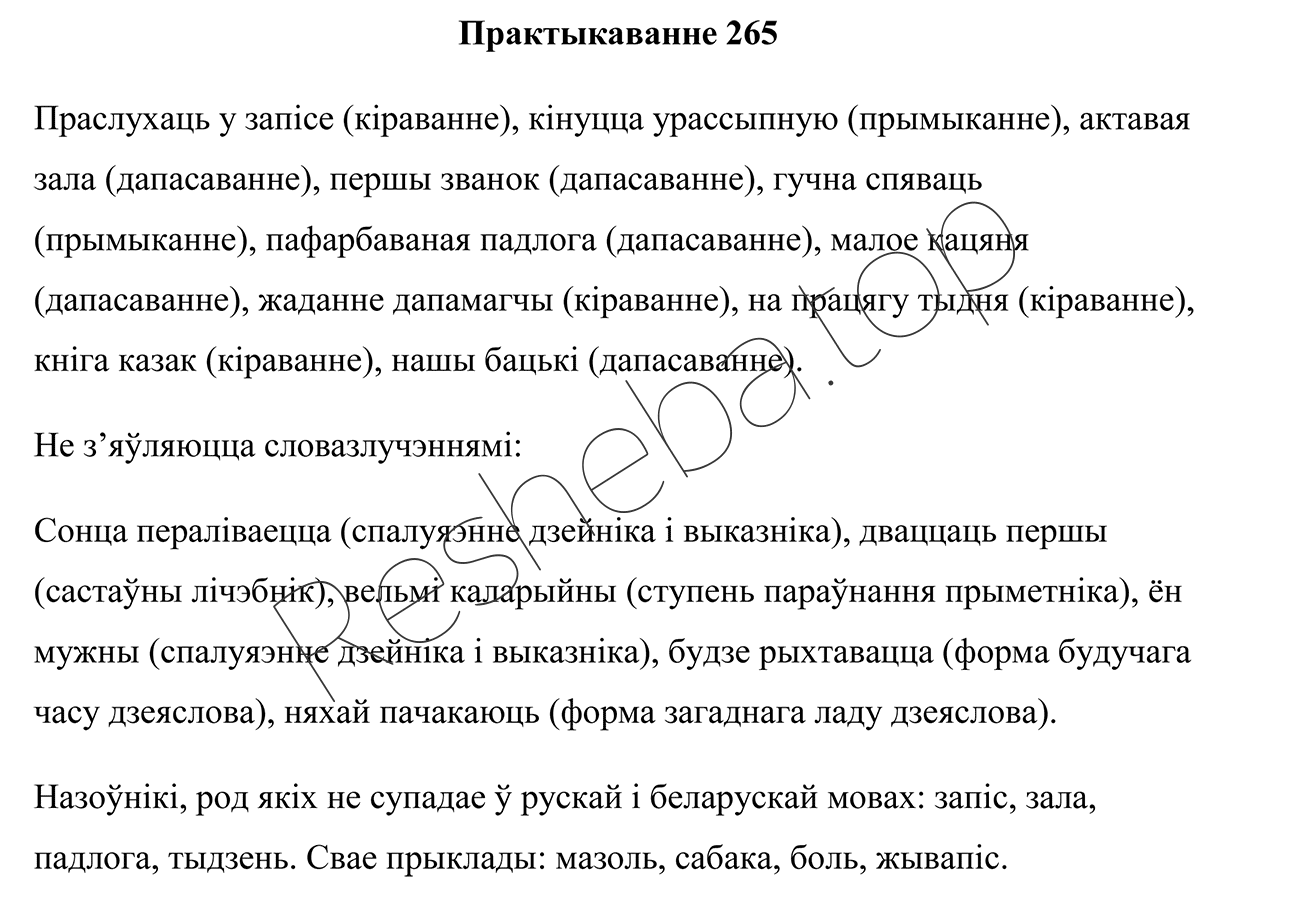 Практыкаванне 265
Праслухаць у запісе (кіраванне), кінуцца урассыпную (прымыканне), актавая
зала (дапасаванне), першы званок (дапасаванне), гучна спяваць
(прымыканне), пафарбаваная падлога (дапасаванне), малое кацяня
(дапасаванне), жаданне дапамагчы (кіраванне), на працягу тыдня (кіраванне),
кніга казак (кіраванне), нашы бацькі (дапасаванне).
Не з’яўляюцца словазлучэннямі:
Сонца пераліваецца (спалуяэнне дзейніка і выказніка), дваццаць першы
(састаўны лічэбнік), вельмі каларыйны (ступень параўнання прыметніка), ён
мужны (спалуяэнне дзейніка і выказніка), будзе рыхтавацца (форма будучага
часу дзеяслова), няхай пачакаюць (форма загаднага ладу дзеяслова).
Назоўнікі, род якіх не супадае ў рускай і беларускай мовах: запіс, зала,
падлога, тыдзень. Свае прыклады: мазоль, сабака, боль, жывапіс.
Resheba.top